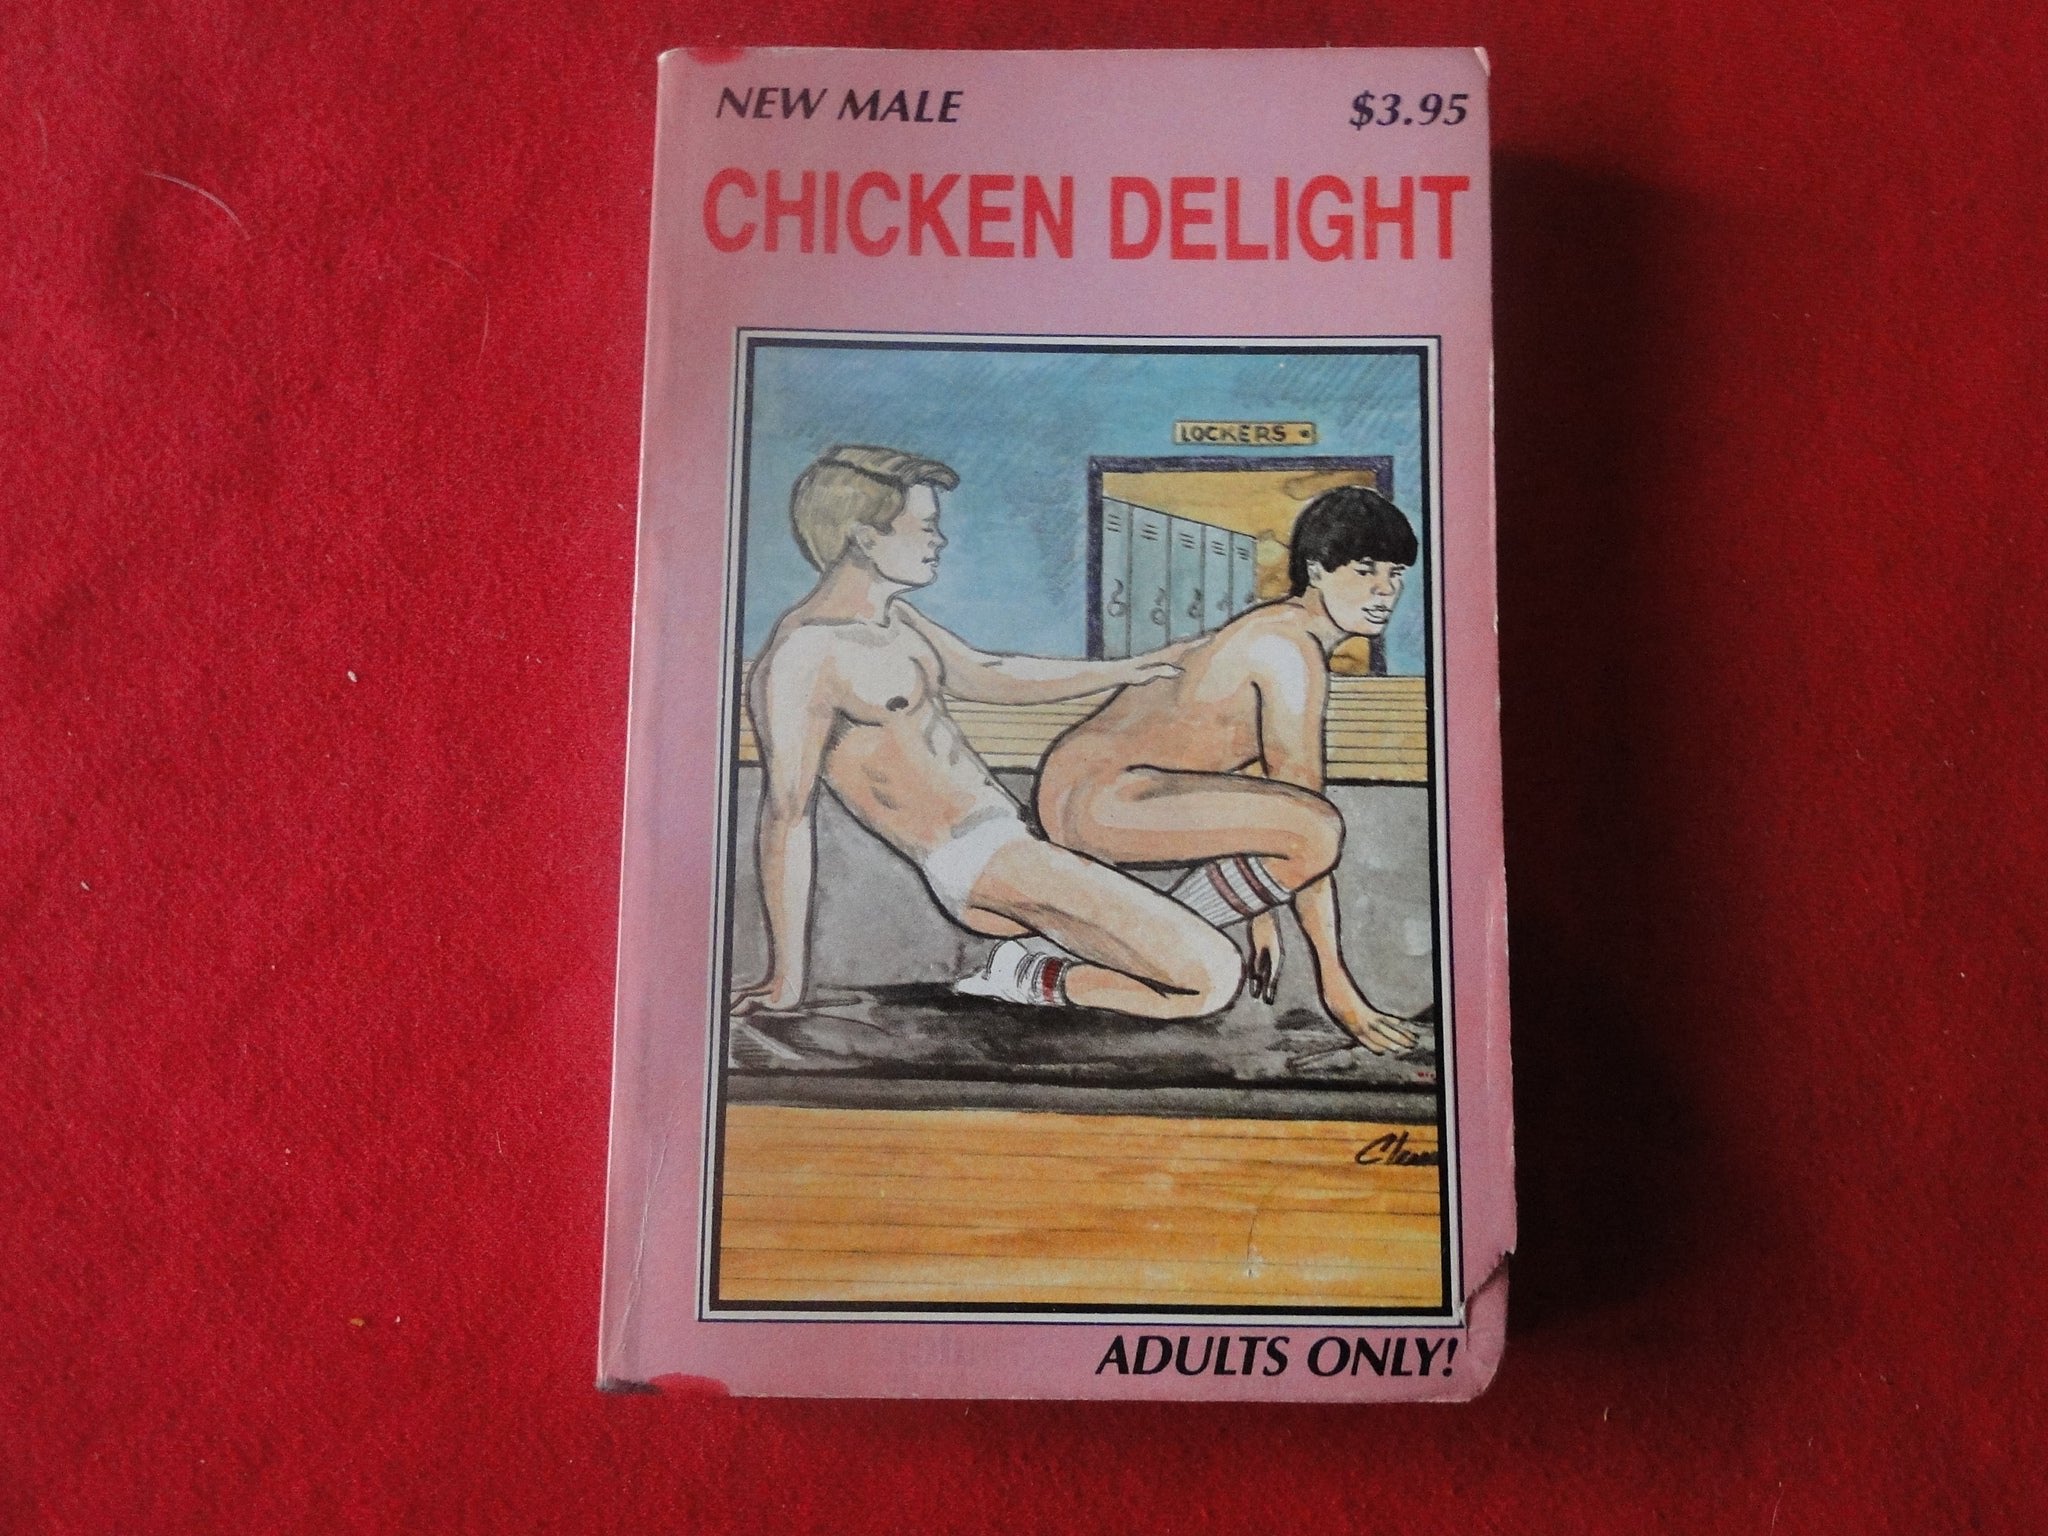 NEW MALE $3.95
CHICKEN DELIGHT
LOCKERS
ADULTS ONLY!